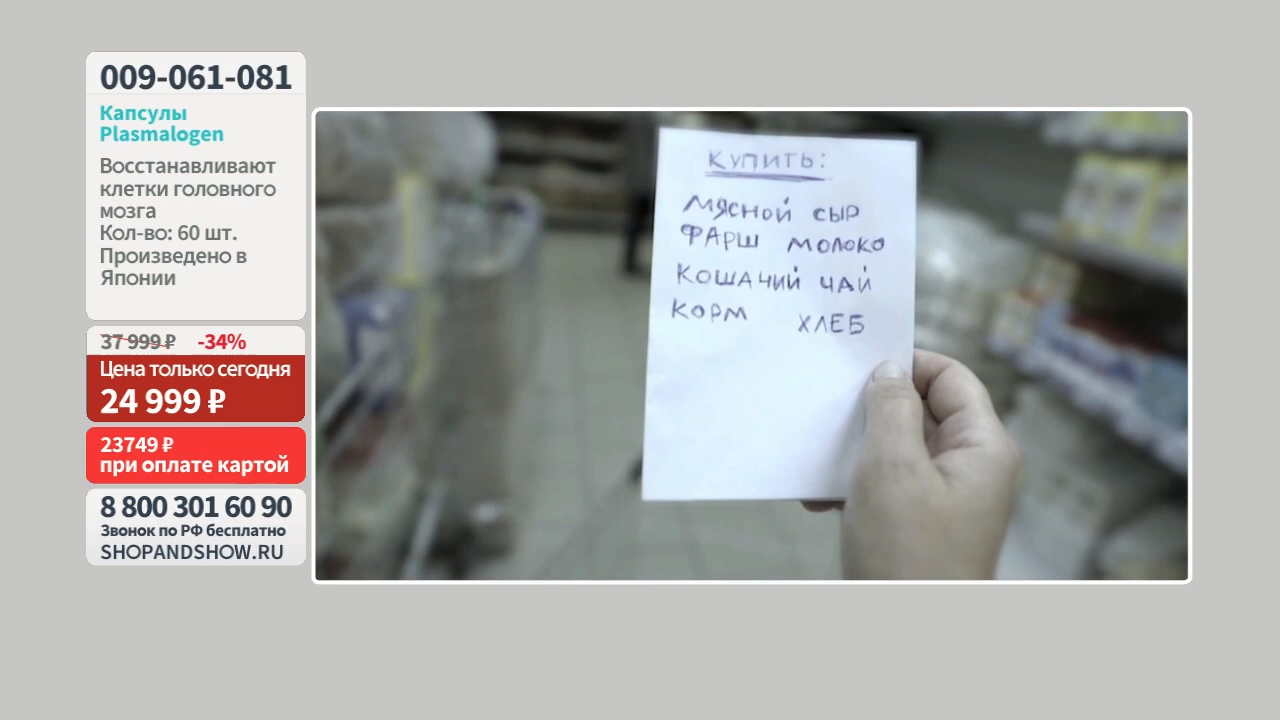 009-061-081
Капсулы
Plasmalogen
Восстанавливают
клетки головного
мозга
Кол-во: 60 шт.
Произведено в
Японии
37 999 ₽ -34%
Цена только сегодня
24 999 ₽
23749 ₽
при оплате картой
8 800 301 60 90
Звонок по РФ бесплатно
SHOPANDSHOW.RU
КУПИТЬ:
МЯСНОЙ СЫР
ФАРШ МОЛОКО
КОШАЧИЙ ЧАЙ
КОРМ ХЛЕБ